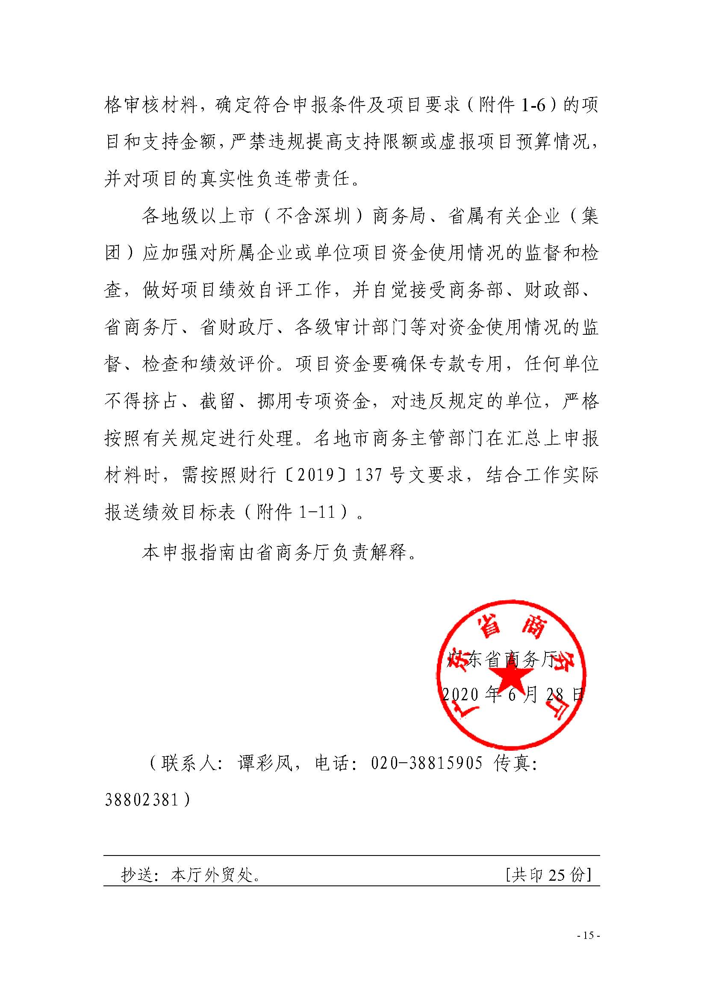 格审核材料，确定符合申报条件及项目要求（附件 1-6）的项
目和支持金额，严禁违规提高支持限额或虚报项目预算情况，
并对项目的真实性负连带责任。
各地级以上市（不含深圳）商务局、省属有关企业（集
团）应加强对所属企业或单位项目资金使用情况的监督和检
查，做好项目绩效自评工作，并自觉接受商务部、财政部、
省商务厅、省财政厅、各级审计部门等对资金使用情况的监
督、检查和绩效评价。项目资金要确保专款专用，任何单位
不得挤占、截留、挪用专项资金，对违反规定的单位，严格
按照有关规定进行处理。名地市商务主管部门在汇总上申报
材料时，需按照财行〔2019〕137 号文要求，结合工作实际
报送绩效目标表（附件 1-11）。
本申报指南由省商务厅负责解释。
广东省商务厅
广东省商务厅
2020 年 6 月 28 日
（联系人：谭彩凤，电话：020-38815905 传真：
38802381）
抄送：本厅外贸处。 [共印 25 份]
- 15 -